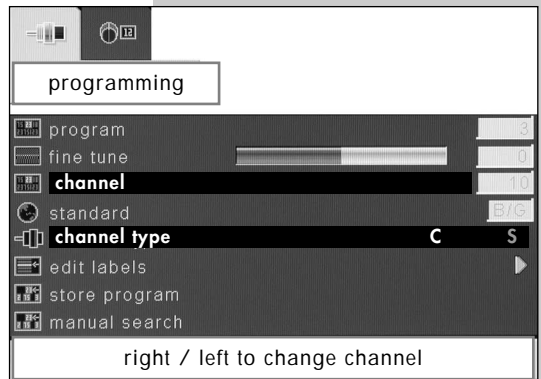 12
programming
program 3
fine tune 0
channel 10
standard B/G
channel type C S
edit labels
store program
manual search
right / left to change channel